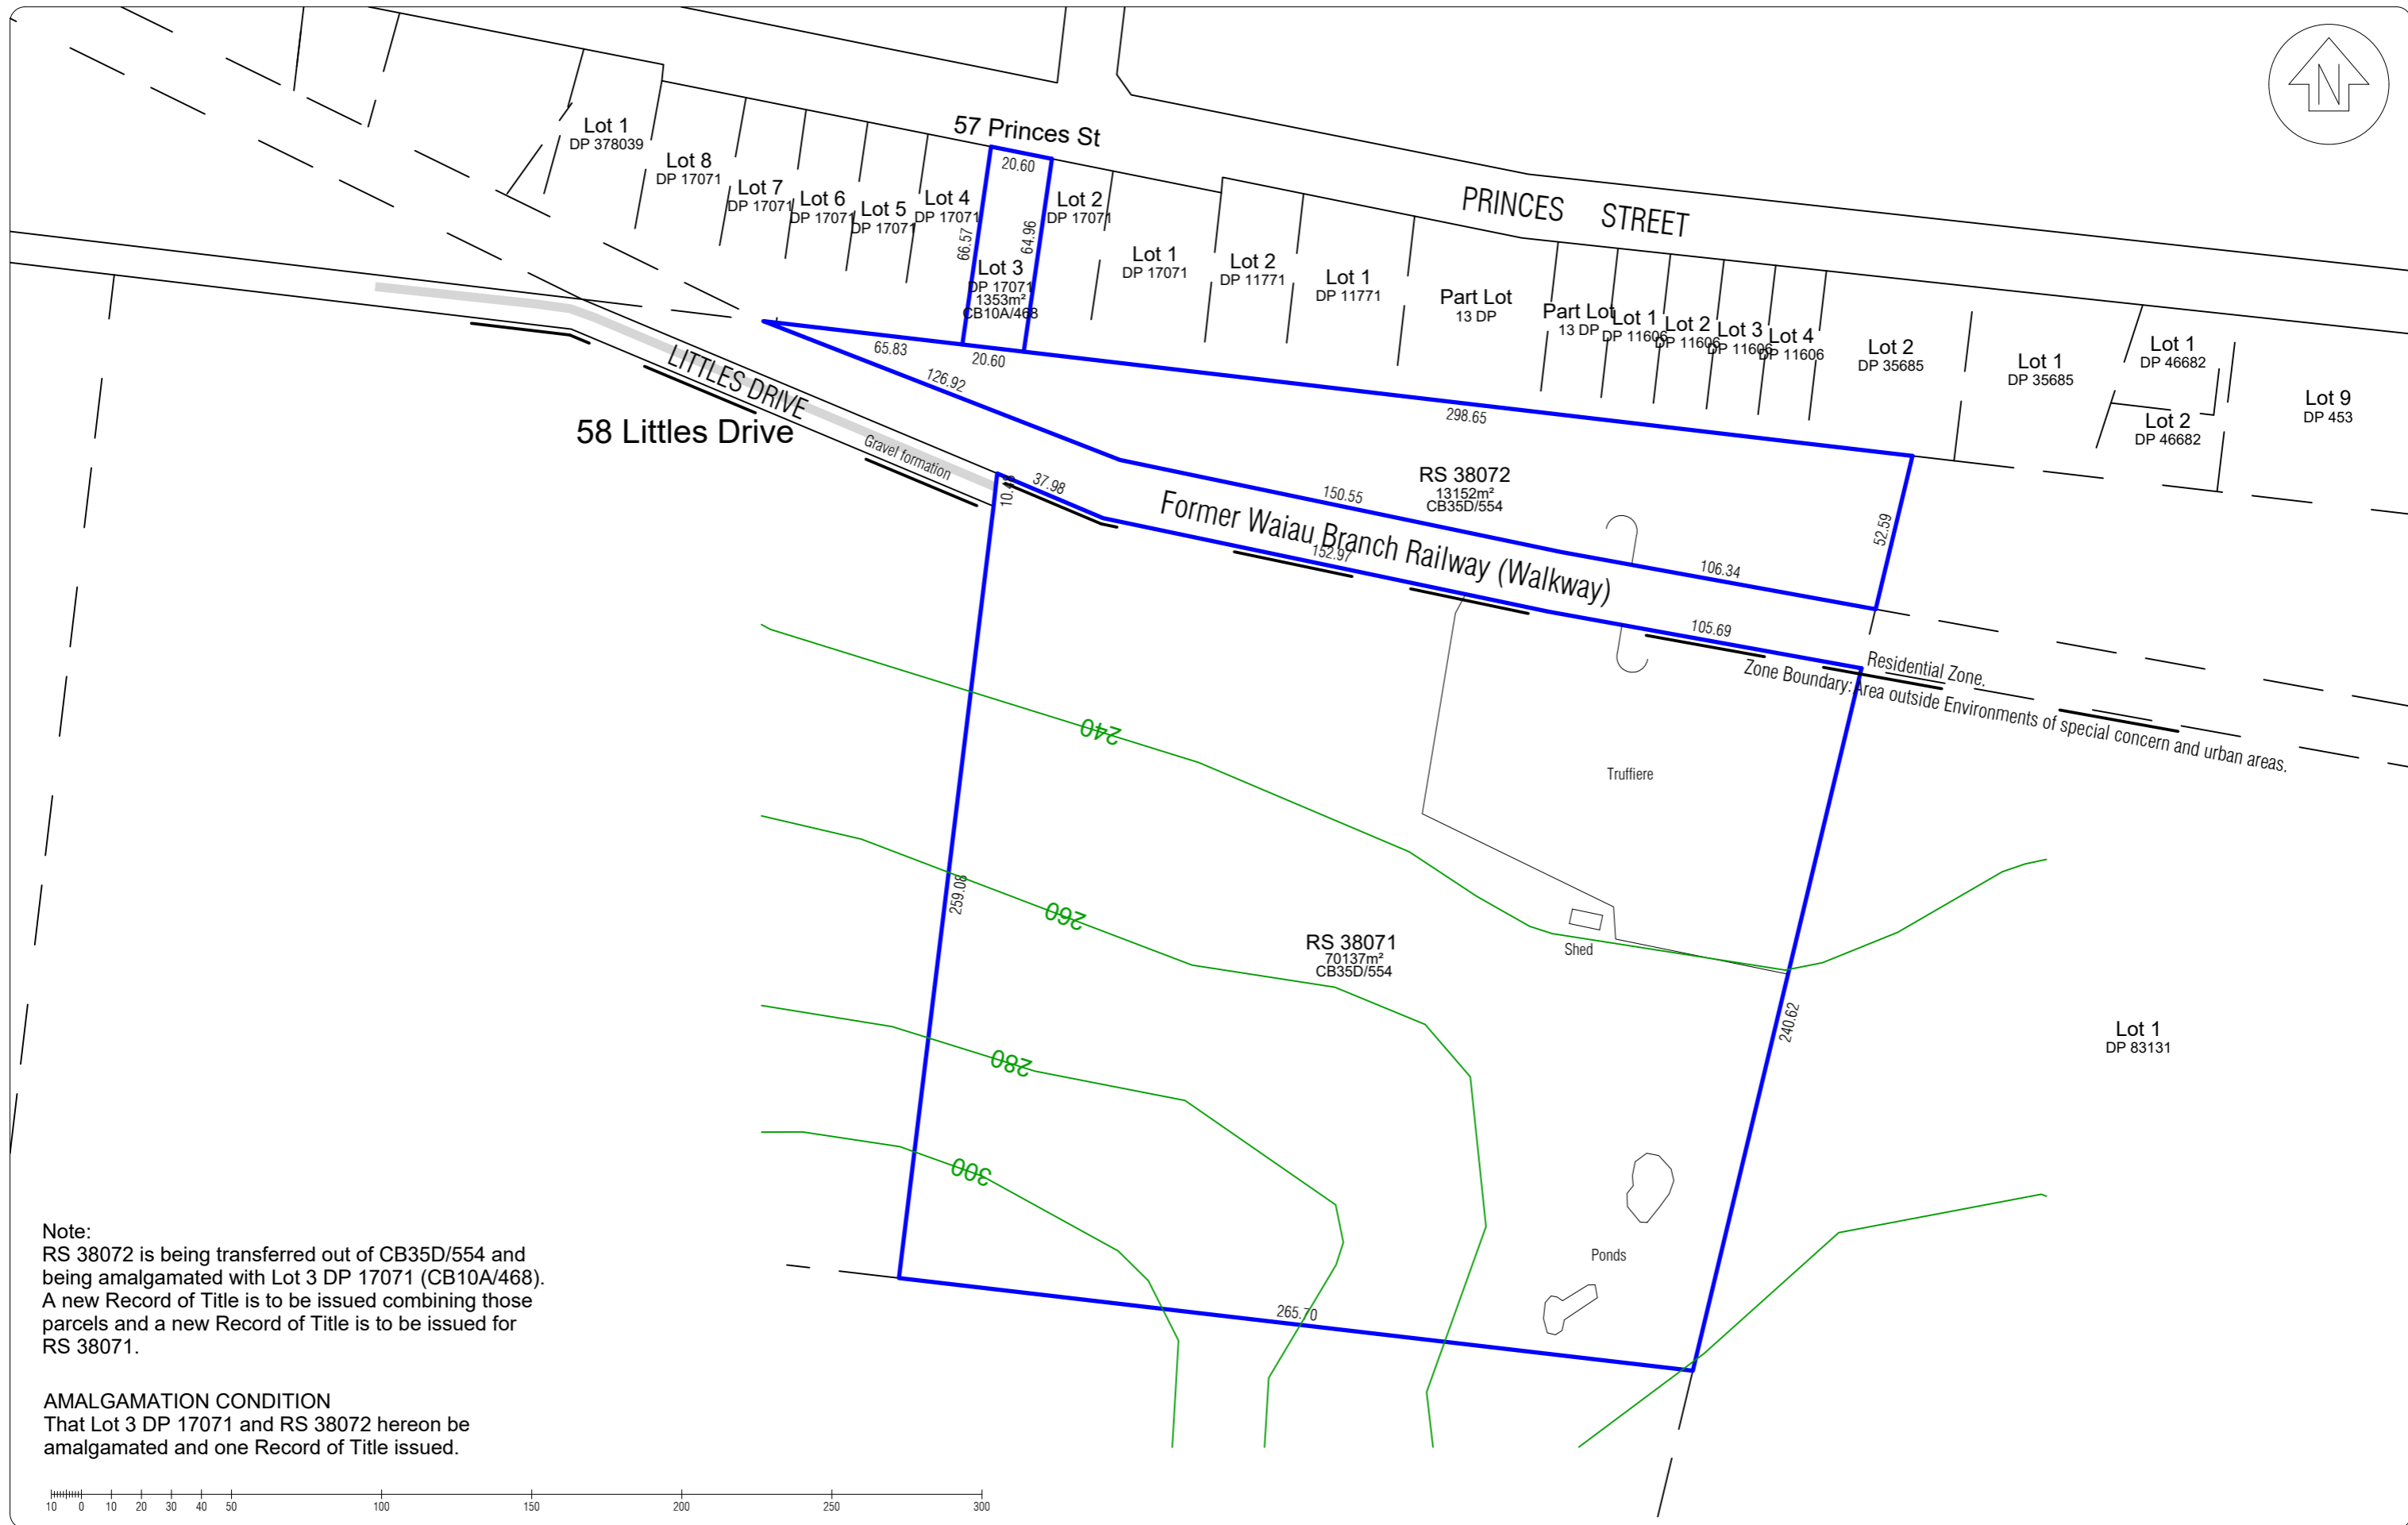 N
57 Princes St
20.60
Lot 1
DP 378039
Lot 8
DP 17071
Lot 7
DP 17071
Lot 6
DP 17071
Lot 5
DP 17071
Lot 4
DP 17071
66.57
64.96
Lot 3
DP 17071
1353m²
CB10A/468
Lot 2
DP 17071
Lot 1
DP 17071
Lot 2
DP 11771
Lot 1
DP 11771
PRINCES STREET
Part Lot
13 DP
Part Lot
13 DP
Lot 1
DP 11606
Lot 2
DP 11606
Lot 3
DP 11606
Lot 4
DP 11606
Lot 2
DP 35685
Lot 1
DP 35685
Lot 1
DP 46682
Lot 2
DP 46682
Lot 9
DP 453
65.83
20.60
126.92
298.65
LITTLES DRIVE
58 Littles Drive
Gravel formation
37.98
150.55
RS 38072
13152m²
CB35D/554
52.59
Former Waiau Branch Railway (Walkway)
152.97
106.34
105.69
Residential Zone.
Zone Boundary: Area outside Environments of special concern and urban areas.
240
Truffiere
259.08
260
Shed
RS 38071
70137m²
CB35D/554
240.62
Lot 1
DP 83131
280
300
Ponds
265.70
Note:
RS 38072 is being transferred out of CB35D/554 and
being amalgamated with Lot 3 DP 17071 (CB10A/468).
A new Record of Title is to be issued combining those
parcels and a new Record of Title is to be issued for
RS 38071.
AMALGAMATION CONDITION
That Lot 3 DP 17071 and RS 38072 hereon be
amalgamated and one Record of Title issued.
10 0 10 20 30 40 50 100 150 200 250 300